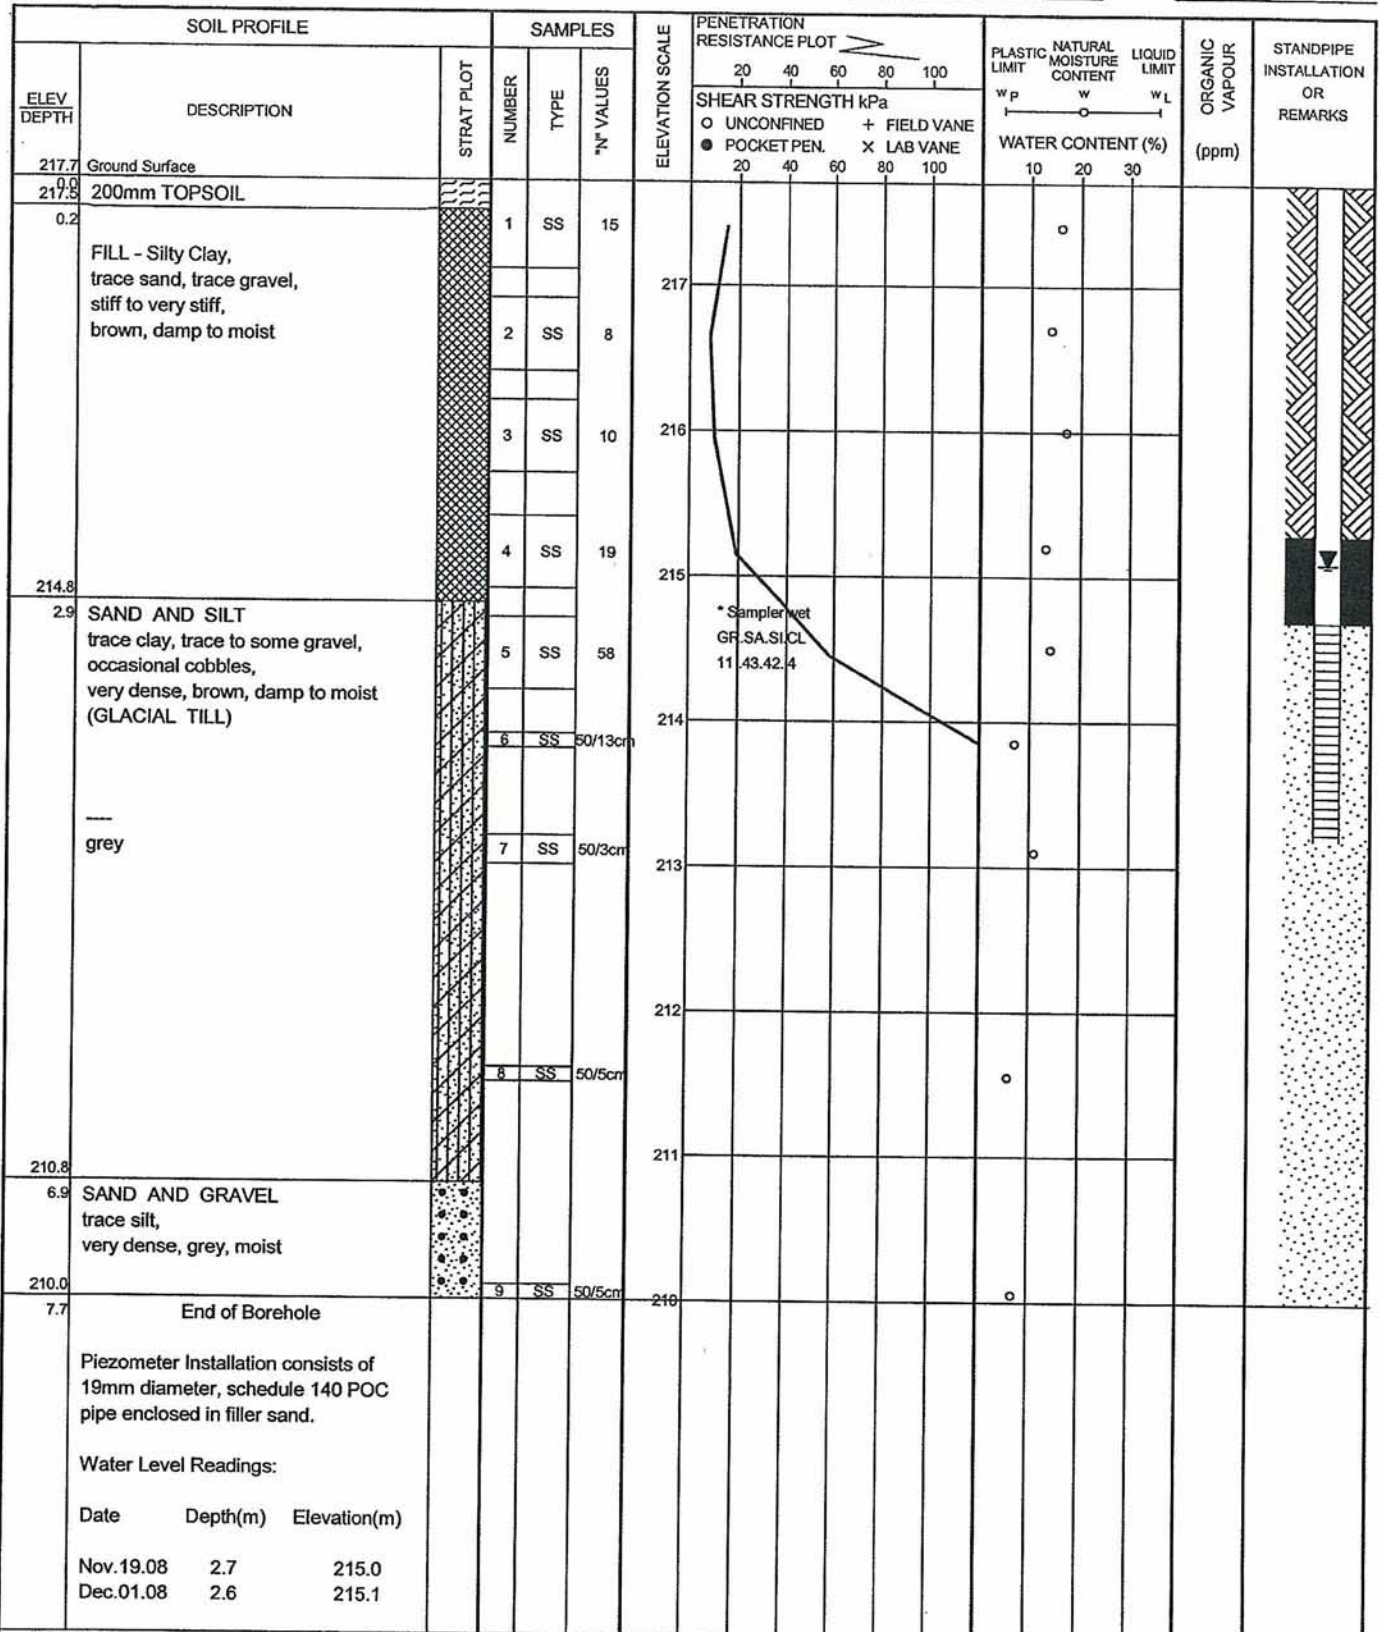 SOIL PROFILE
SAMPLES
ELEV
DEPTH
DESCRIPTION
STRAT PLOT
NUMBER
TYPE
"N" VALUES
ELEVATION SCALE
PENETRATION
RESISTANCE PLOT
20 40 60 80 100
SHEAR STRENGTH kPa
O UNCONFINED + FIELD VANE
● POCKET PEN. X LAB VANE
20 40 60 80 100
PLASTIC LIMIT
NATURAL MOISTURE CONTENT
LIQUID LIMIT
wP w wL
WATER CONTENT (%)
10 20 30
ORGANIC VAPOUR
(ppm)
STANDPIPE
INSTALLATION
OR
REMARKS
217.7 Ground Surface
0.0
217.5 200mm TOPSOIL
0.2
1 SS 15
FILL - Silty Clay,
trace sand, trace gravel,
stiff to very stiff,
brown, damp to moist
217
2 SS 8
3 SS 10
216
4 SS 19
215
214.8
2.9 SAND AND SILT
trace clay, trace to some gravel,
occasional cobbles,
very dense, brown, damp to moist
(GLACIAL TILL)
5 SS 58
* Sampler wet
GR.SA.SI.CL
11 .43.42. 4
214
6 SS 50/13cm
----
grey
7 SS 50/3cm
213
212
8 SS 50/5cm
211
210.8
6.9 SAND AND GRAVEL
trace silt,
very dense, grey, moist
210.0
9 SS 50/5cm
210
7.7 End of Borehole
Piezometer Installation consists of
19mm diameter, schedule 140 POC
pipe enclosed in filler sand.
Water Level Readings:
Date Depth(m) Elevation(m)
Nov.19.08 2.7 215.0
Dec.01.08 2.6 215.1